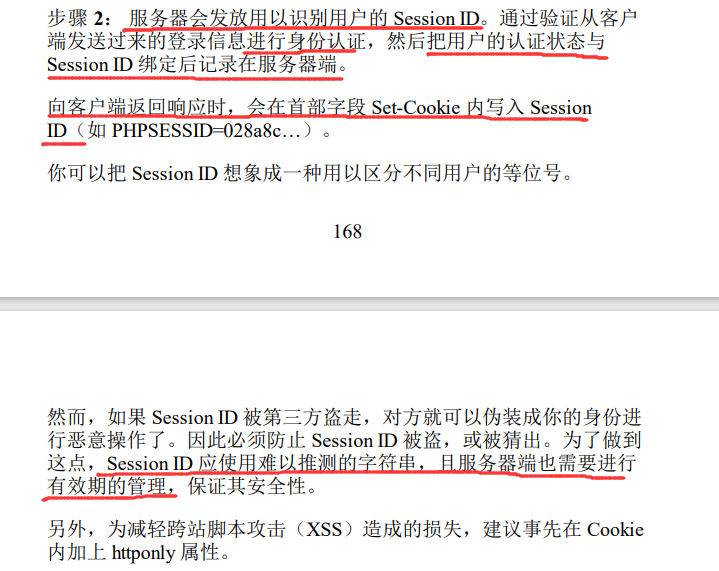 步骤 2： 服务器会发放用以识别用户的 Session ID。通过验证从客户
端发送过来的登录信息进行身份认证，然后把用户的认证状态与
Session ID 绑定后记录在服务器端。
向客户端返回响应时，会在首部字段 Set-Cookie 内写入 Session
ID（如 PHPSESSID=028a8c…）。
你可以把 Session ID 想象成一种用以区分不同用户的等位号。
168
然而，如果 Session ID 被第三方盗走，对方就可以伪装成你的身份进
行恶意操作了。因此必须防止 Session ID 被盗，或被猜出。为了做到
这点，Session ID 应使用难以推测的字符串，且服务器端也需要进行
有效期的管理，保证其安全性。
另外，为减轻跨站脚本攻击（XSS）造成的损失，建议事先在 Cookie
内加上 httponly 属性。